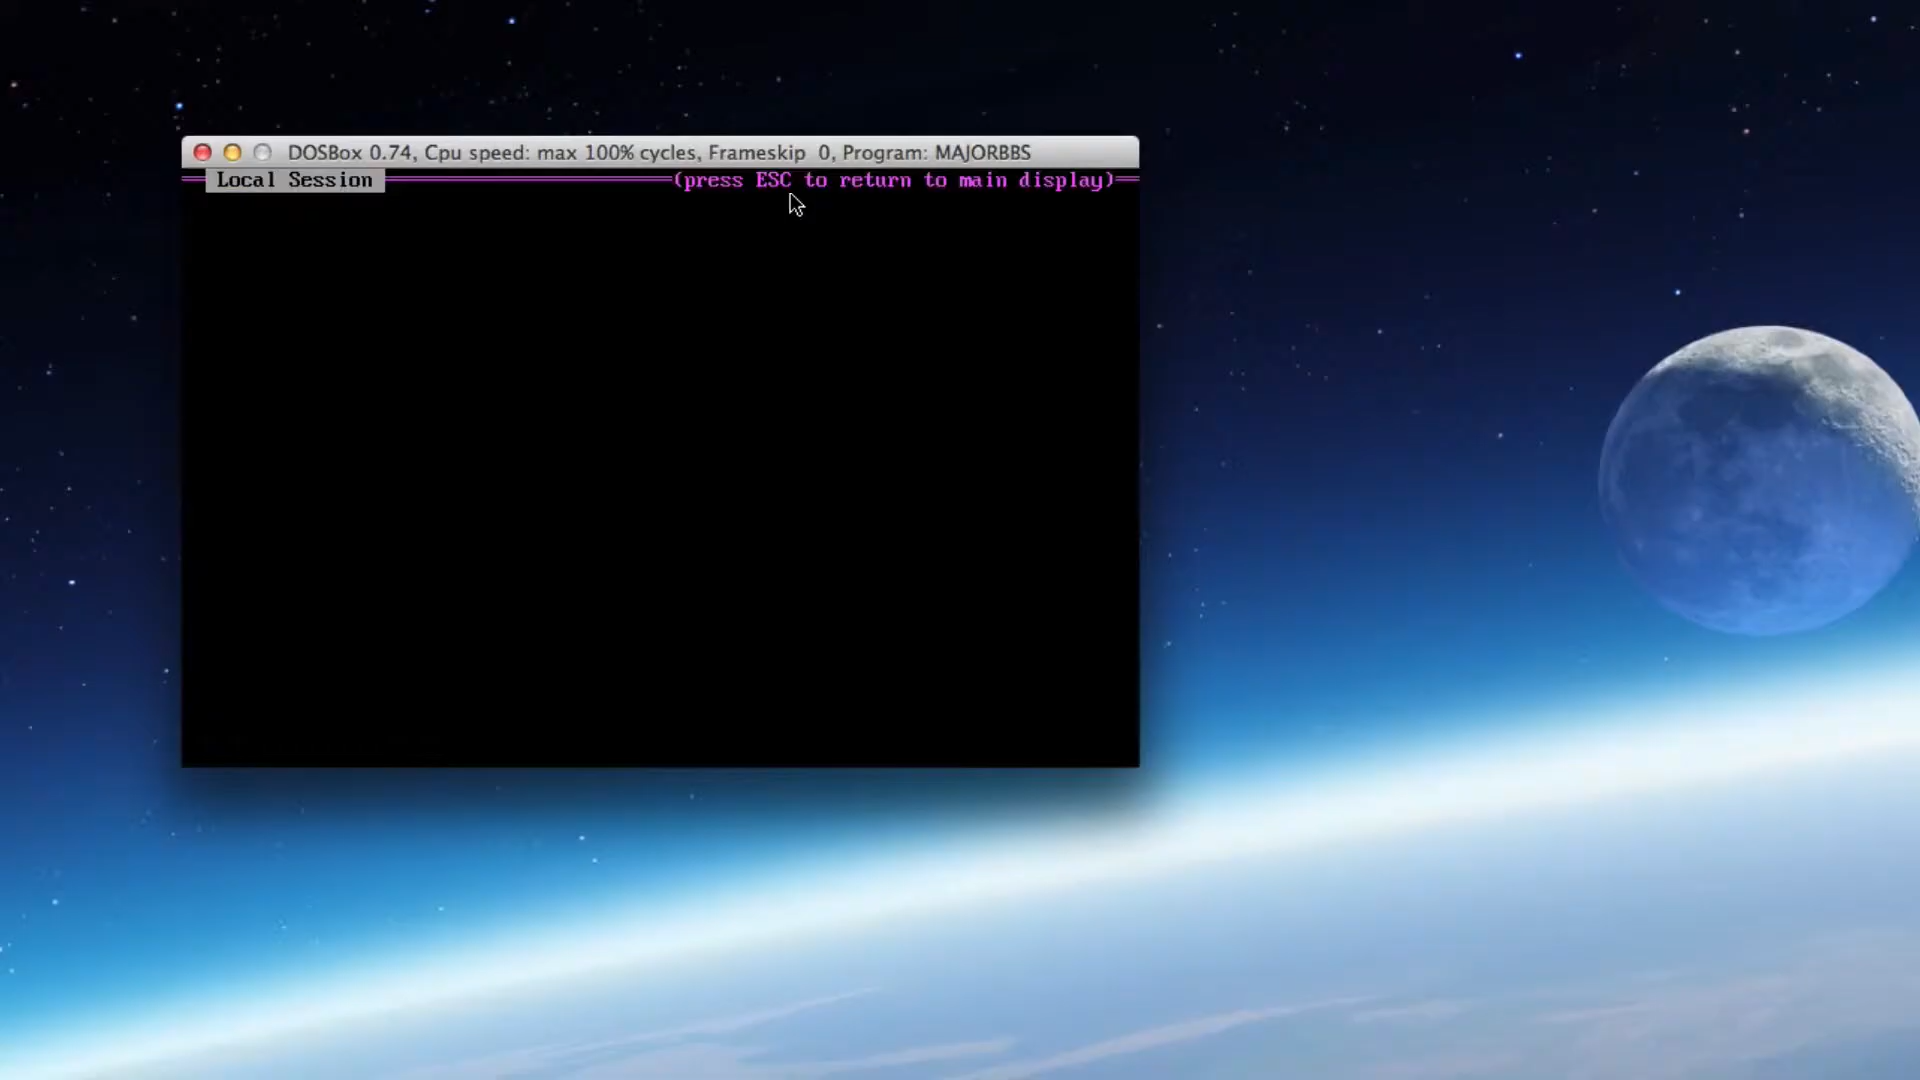 DOSBox 0.74, Cpu speed: max 100% cycles, Frameskip  0, Program: MAJORBBS
Local Session (press ESC to return to main display)